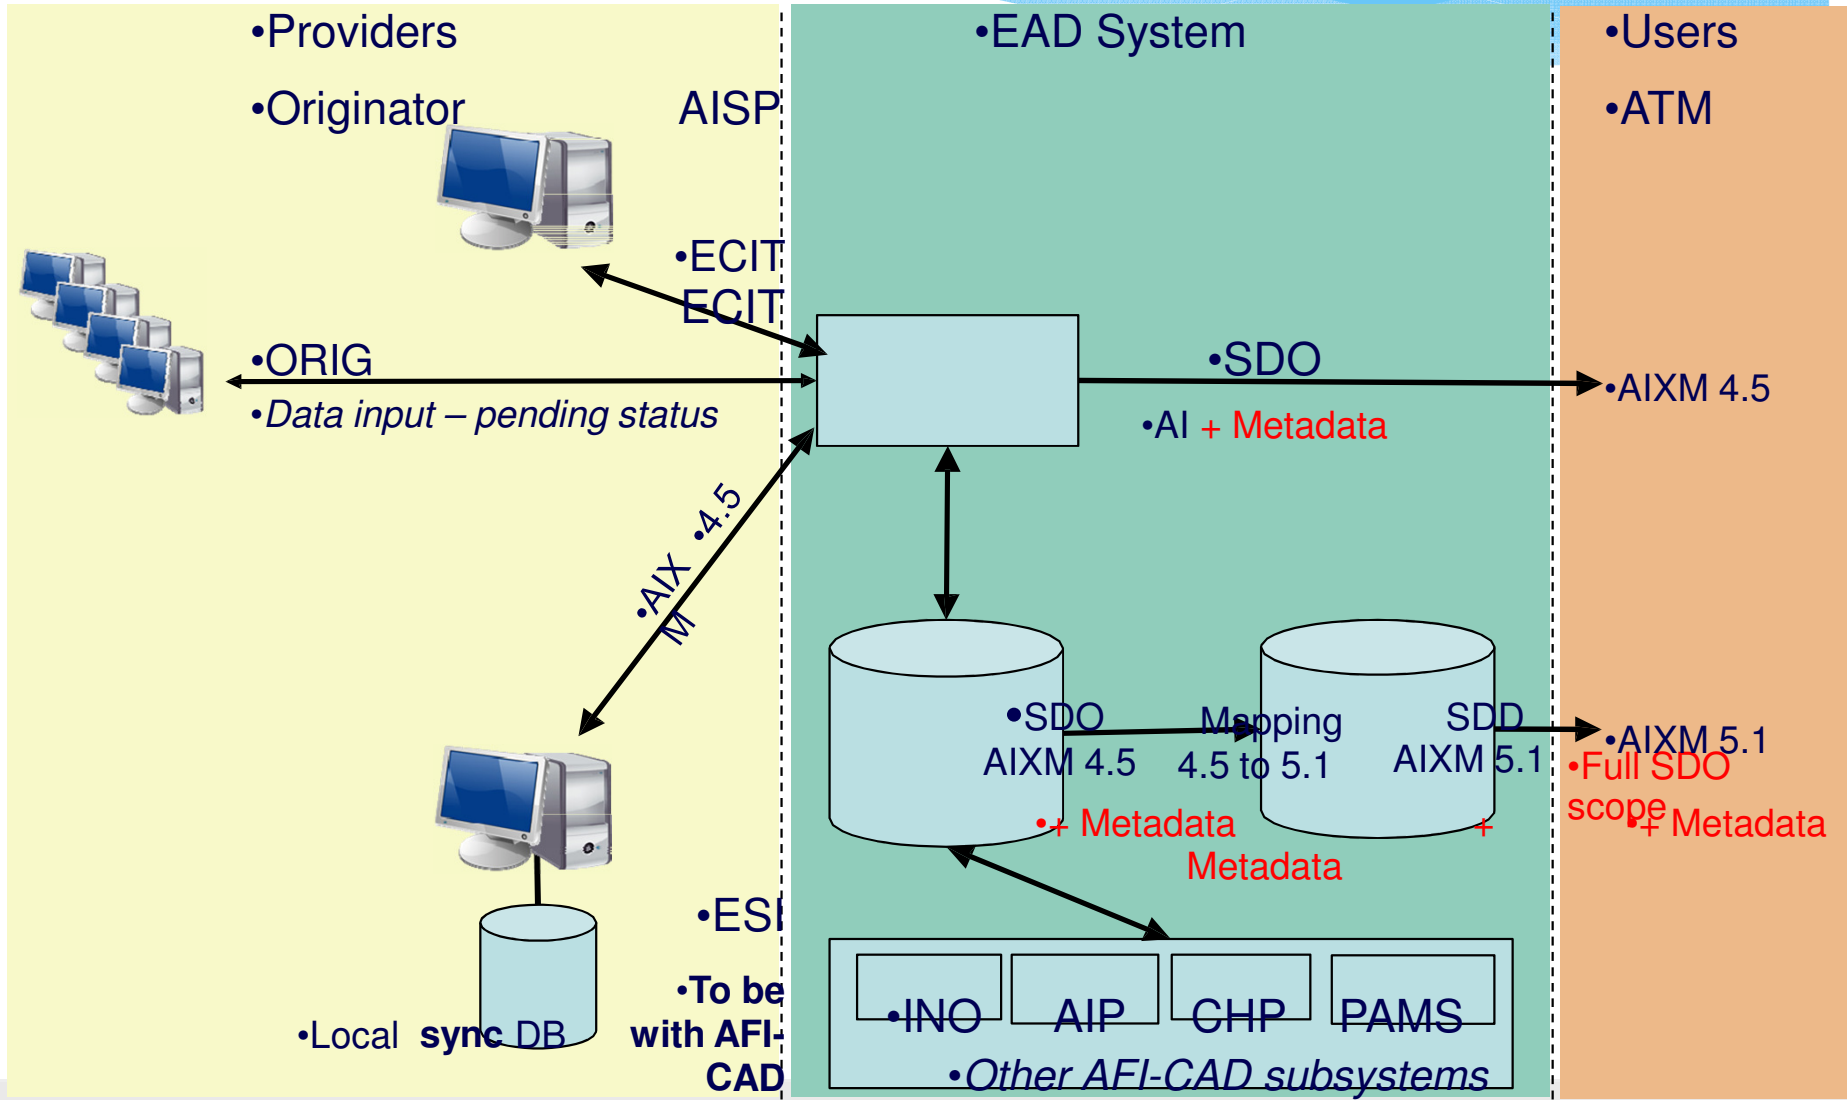 •Providers
•EAD System
•Users
•Originator
AISP
•ATM
•ECIT
ECIT
•ORIG
•Data input – pending status
•SDO
•AI + Metadata
•AIXM 4.5
•4.5
•AIX
M
•SDO
AIXM 4.5
Mapping
4.5 to 5.1
SDD
AIXM 5.1
•AIXM 5.1
•Full SDO
scope
•+ Metadata
•+ Metadata
Metadata
+
•ESI
•To be
with AFI-
CAD
•Local sync DB
•INO
AIP
CHP
PAMS
•Other AFI-CAD subsystems